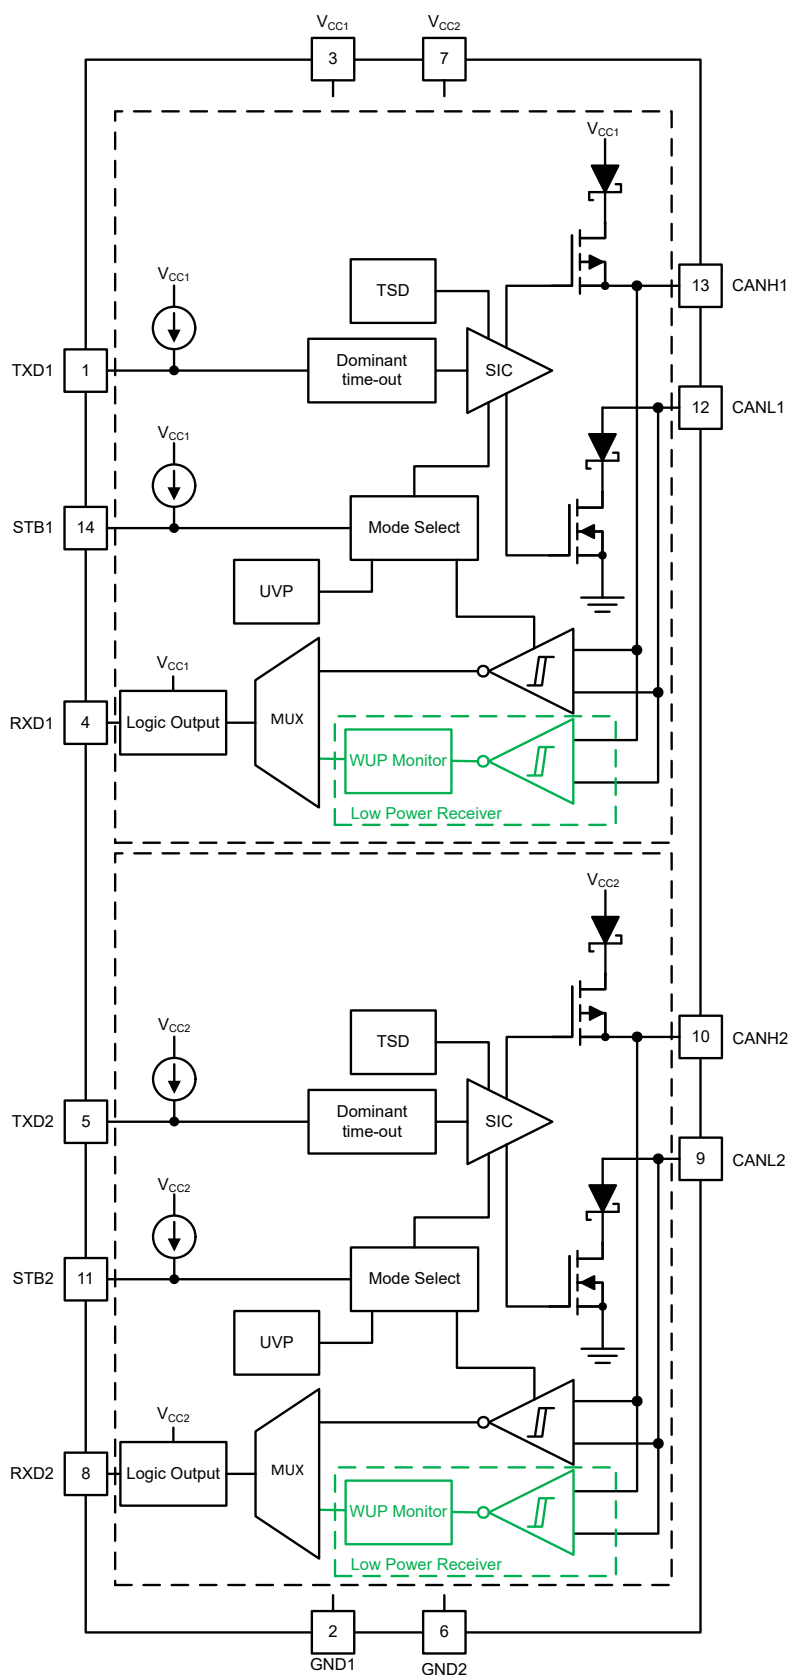 VCC1
VCC2
3
7
VCC1
VCC1
TSD
13
CANH1
TXD1
1
Dominant
time-out
SIC
12
CANL1
VCC1
STB1
14
Mode Select
UVP
VCC1
RXD1
4
Logic Output
MUX
WUP Monitor
Low Power Receiver
VCC2
VCC2
TSD
10
CANH2
TXD2
5
Dominant
time-out
SIC
9
CANL2
VCC2
STB2
11
Mode Select
UVP
VCC2
RXD2
8
Logic Output
MUX
WUP Monitor
Low Power Receiver
2
6
GND1
GND2